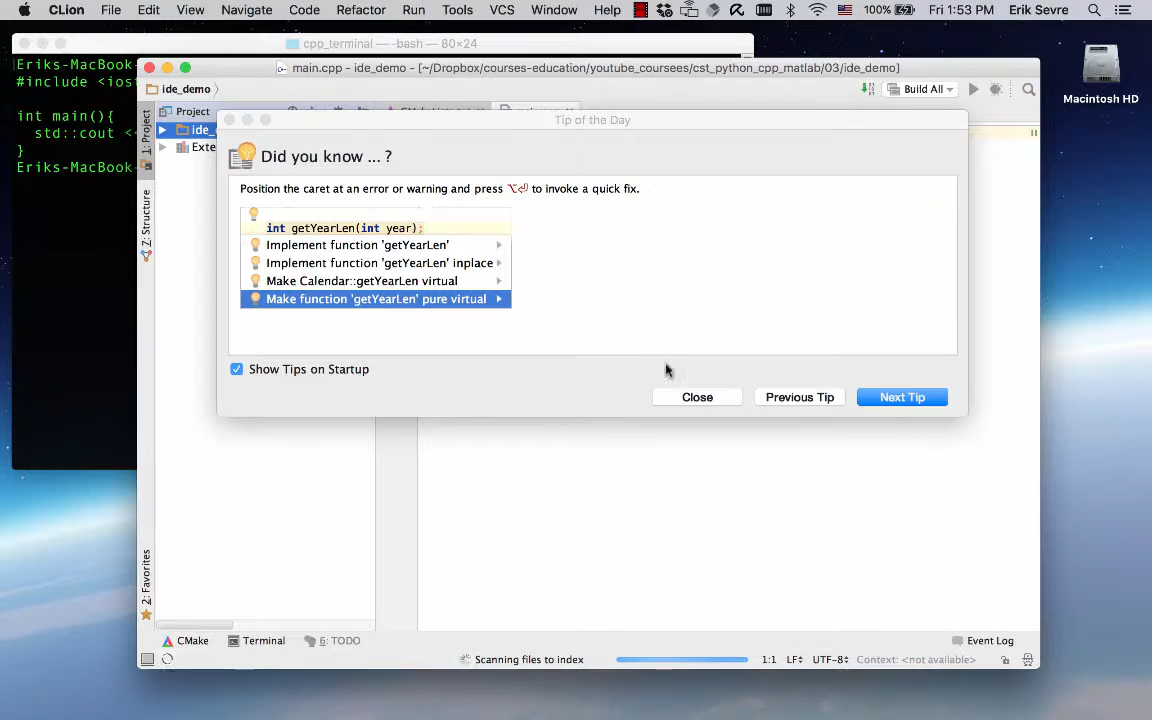 CLion File Edit View Navigate Code Refactor Run Tools VCS Window Help 100% Fri 1:53 PM Erik Sevre
cpp_terminal — -bash — 80×24
Eriks-MacBook-
#include <ios
int main(){
std::cout <<
}
Eriks-MacBook-
Macintosh HD
main.cpp - ide_demo - [~/Dropbox/courses-education/youtube_coursees/cst_python_cpp_matlab/03/ide_demo]
ide_demo
Build All
1: Project
Z: Structure
2: Favorites
Project
ide_
Exte
Tip of the Day
Did you know ... ?
Position the caret at an error or warning and press ⌥⏎ to invoke a quick fix.
int getYearLen(int year);
Implement function 'getYearLen'
Implement function 'getYearLen' inplace
Make Calendar::getYearLen virtual
Make function 'getYearLen' pure virtual
Show Tips on Startup
Close
Previous Tip
Next Tip
CMake Terminal 6: TODO Event Log
Scanning files to index 1:1 LF UTF-8 Context: <not available>